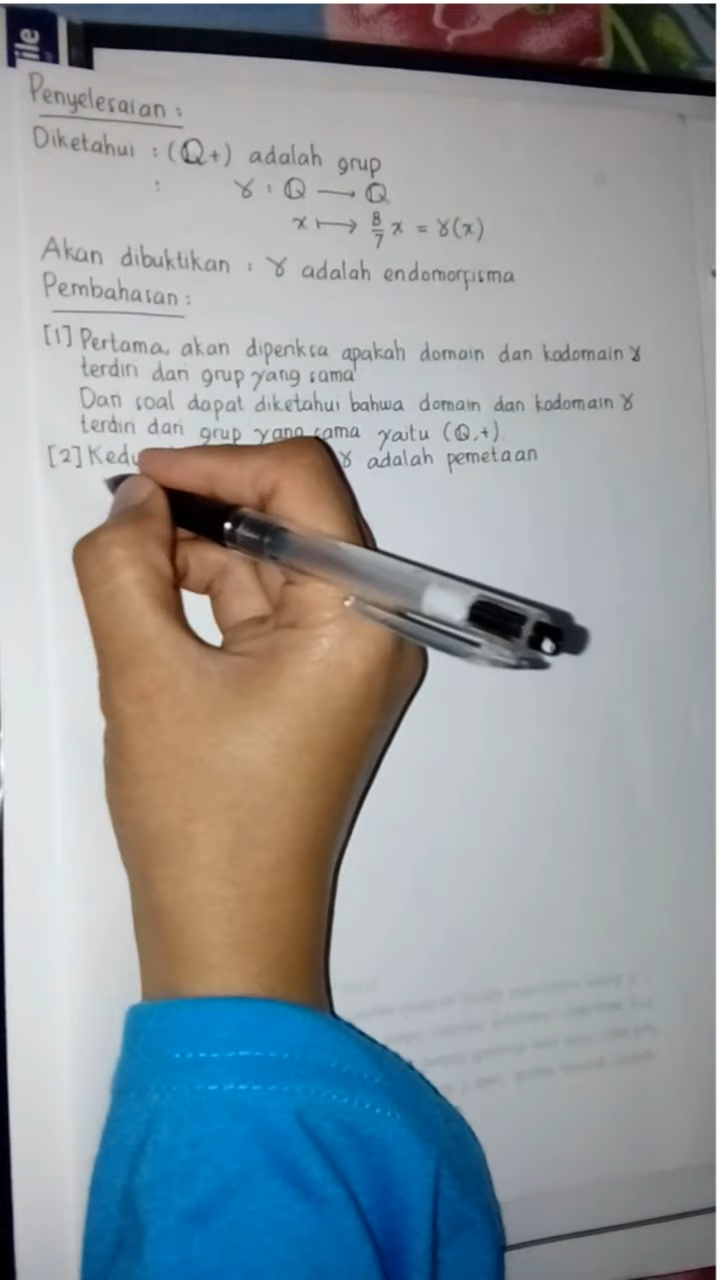 ile
Penyelesaian :
Diketahui : (Q+) adalah grup
: γ : Q → Q
x ↦ 8/7 x = γ(x)
Akan dibuktikan : γ adalah endomorfisma
Pembahasan :
[1] Pertama, akan diperiksa apakah domain dan kodomain γ
terdiri dari grup yang sama
Dari soal dapat diketahui bahwa domain dan kodomain γ
terdiri dari grup yang sama yaitu (Q,+)
[2] γ adalah pemetaan